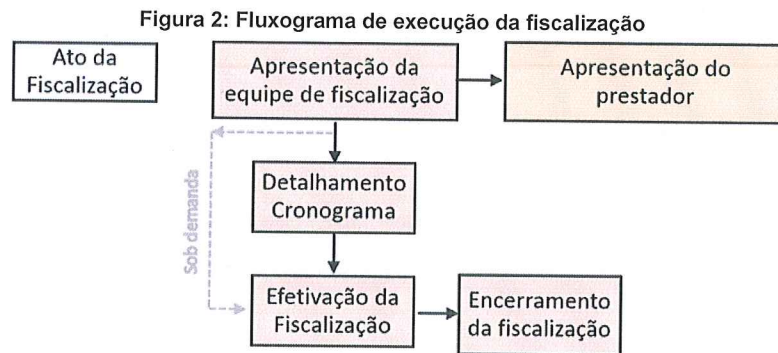 Figura 2: Fluxograma de execução da fiscalização
Ato da
Fiscalização
Apresentação da
equipe de fiscalização
Apresentação do
prestador
Sob demanda
Detalhamento
Cronograma
Efetivação da
Fiscalização
Encerramento
da fiscalização